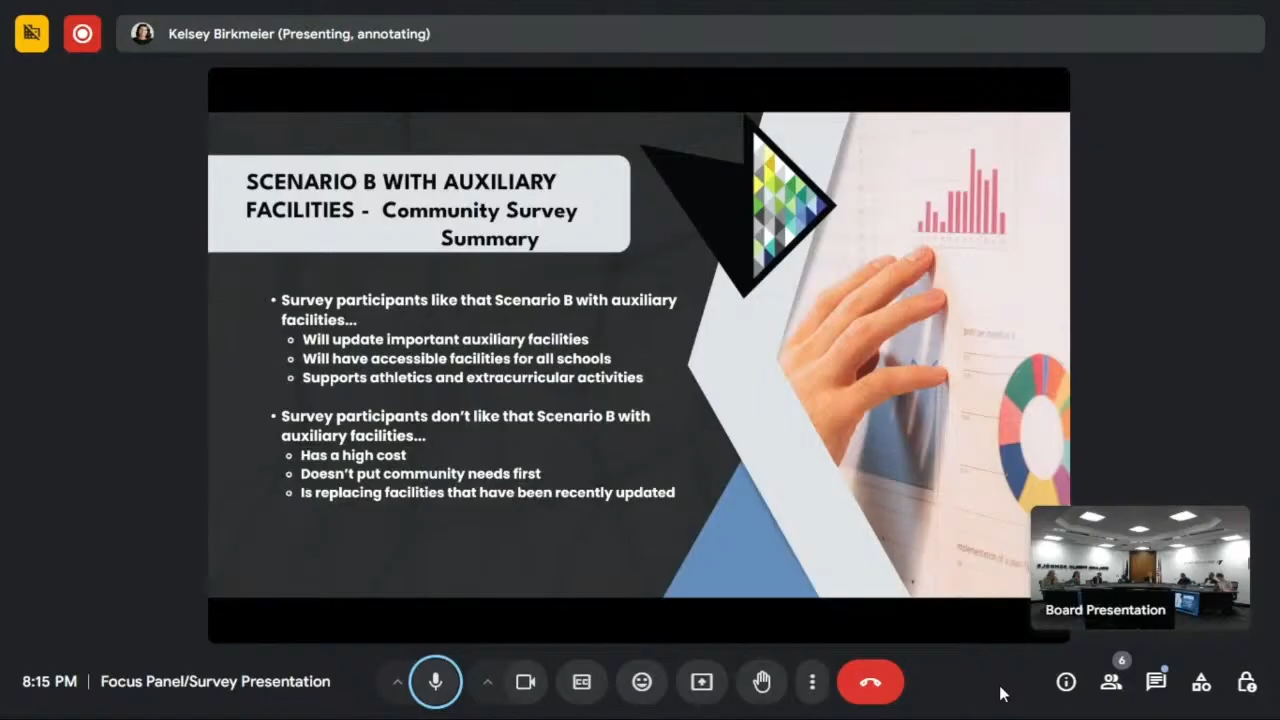 Kelsey Birkmeier (Presenting, annotating)
SCENARIO B WITH AUXILIARY
FACILITIES - Community Survey
Summary
• Survey participants like that Scenario B with auxiliary
facilities...
Will update important auxiliary facilities
Will have accessible facilities for all schools
Supports athletics and extracurricular activities
• Survey participants don't like that Scenario B with
auxiliary facilities...
Has a high cost
Doesn't put community needs first
Is replacing facilities that have been recently updated
Board Presentation
6
8:15 PM | Focus Panel/Survey Presentation
CC